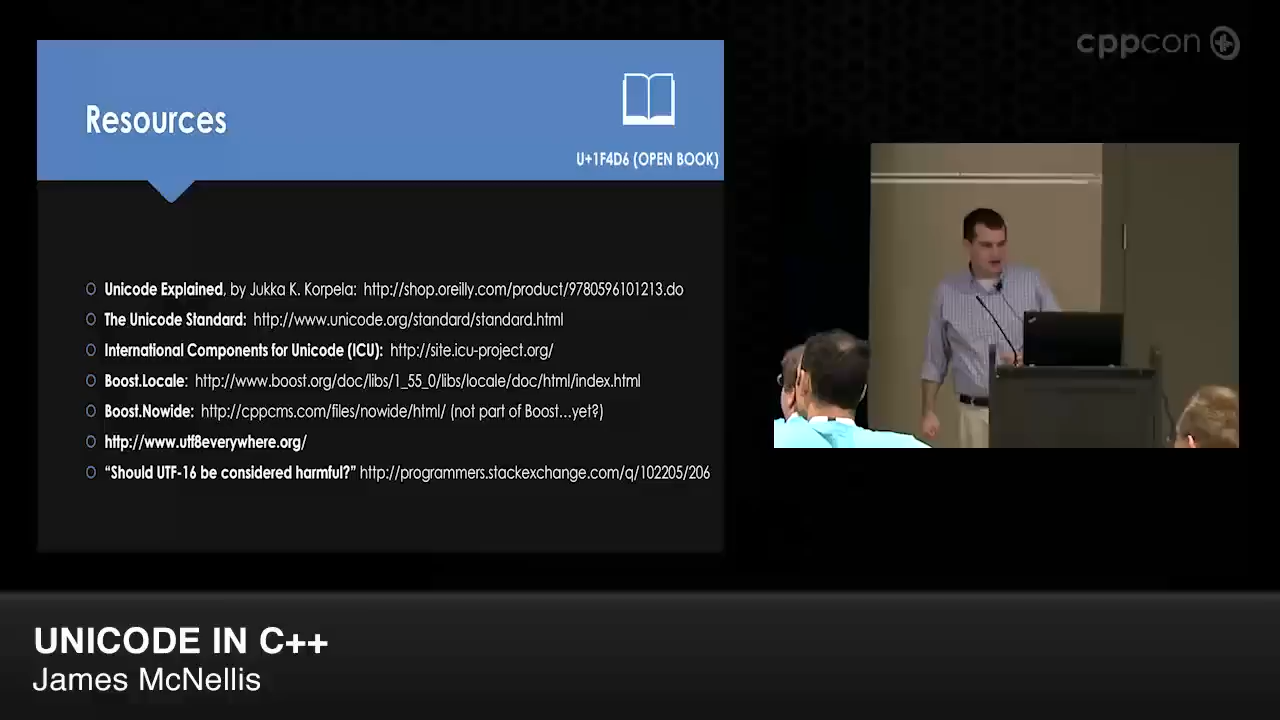 cppcon
Resources
U+1F4D6 (OPEN BOOK)
Unicode Explained, by Jukka K. Korpela: http://shop.oreilly.com/product/9780596101213.do
The Unicode Standard: http://www.unicode.org/standard/standard.html
International Components for Unicode (ICU): http://site.icu-project.org/
Boost.Locale: http://www.boost.org/doc/libs/1_55_0/libs/locale/doc/html/index.html
Boost.Nowide: http://cppcms.com/files/nowide/html/ (not part of Boost...yet?)
http://www.utf8everywhere.org/
“Should UTF-16 be considered harmful?” http://programmers.stackexchange.com/q/102205/206
UNICODE IN C++
James McNellis